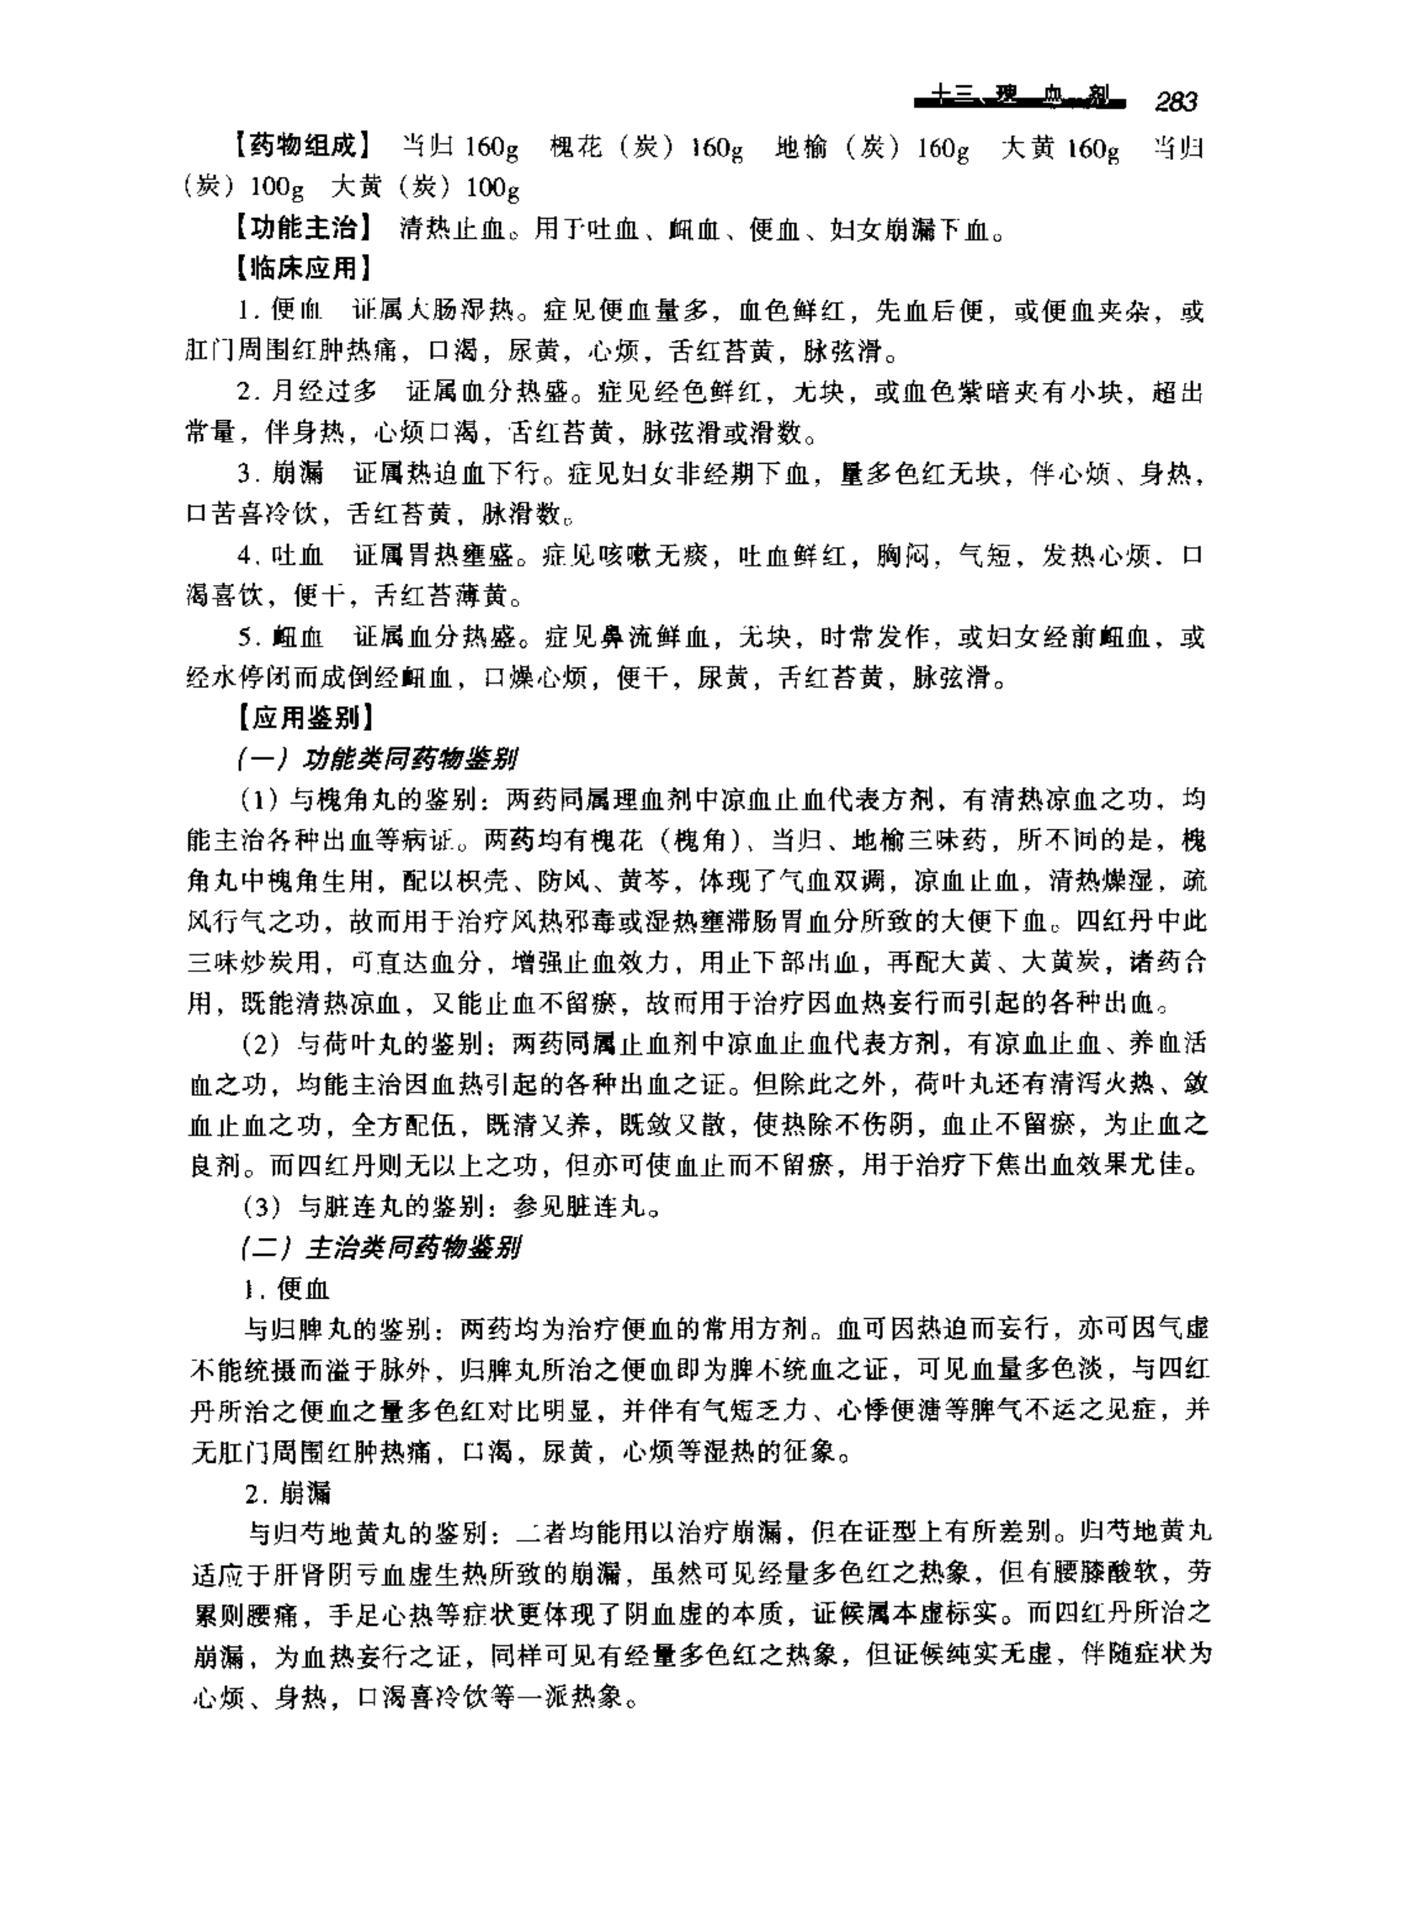 十三、理 血 剂 283
【药物组成】 当归 160g 槐花（炭）160g 地榆（炭）160g 大黄 160g 当归
（炭）100g 大黄（炭）100g
【功能主治】 清热止血。用于吐血、衄血、便血、妇女崩漏下血。
【临床应用】
1. 便血 证属大肠湿热。症见便血量多，血色鲜红，先血后便，或便血夹杂，或
肛门周围红肿热痛，口渴，尿黄，心烦，舌红苔黄，脉弦滑。
2. 月经过多 证属血分热盛。症见经色鲜红，无块，或血色紫暗夹有小块，超出
常量，伴身热，心烦口渴，舌红苔黄，脉弦滑或滑数。
3. 崩漏 证属热迫血下行。症见妇女非经期下血，量多色红无块，伴心烦、身热，
口苦喜冷饮，舌红苔黄，脉滑数。
4. 吐血 证属胃热壅盛。症见咳嗽无痰，吐血鲜红，胸闷，气短，发热心烦．口
渴喜饮，便干，舌红苔薄黄。
5. 衄血 证属血分热盛。症见鼻流鲜血，无块，时常发作，或妇女经前衄血，或
经水停闭而成倒经衄血，口燥心烦，便干，尿黄，舌红苔黄，脉弦滑。
【应用鉴别】
（一）功能类同药物鉴别
（1）与槐角丸的鉴别：两药同属理血剂中凉血止血代表方剂，有清热凉血之功，均
能主治各种出血等病证。两药均有槐花（槐角）、当归、地榆三味药，所不同的是，槐
角丸中槐角生用，配以枳壳、防风、黄芩，体现了气血双调，凉血止血，清热燥湿，疏
风行气之功，故而用于治疗风热邪毒或湿热壅滞肠胃血分所致的大便下血。四红丹中此
三味炒炭用，可直达血分，增强止血效力，用止下部出血，再配大黄、大黄炭，诸药合
用，既能清热凉血，又能止血不留瘀，故而用于治疗因血热妄行而引起的各种出血。
（2）与荷叶丸的鉴别：两药同属止血剂中凉血止血代表方剂，有凉血止血、养血活
血之功，均能主治因血热引起的各种出血之证。但除此之外，荷叶丸还有清泻火热、敛
血止血之功，全方配伍，既清又养，既敛又散，使热除不伤阴，血止不留瘀，为止血之
良剂。而四红丹则无以上之功，但亦可使血止而不留瘀，用于治疗下焦出血效果尤佳。
（3）与脏连丸的鉴别：参见脏连丸。
（二）主治类同药物鉴别
1. 便血
与归脾丸的鉴别：两药均为治疗便血的常用方剂。血可因热迫而妄行，亦可因气虚
不能统摄而溢于脉外，归脾丸所治之便血即为脾不统血之证，可见血量多色淡，与四红
丹所治之便血之量多色红对比明显，并伴有气短乏力、心悸便溏等脾气不运之见症，并
无肛门周围红肿热痛，口渴，尿黄，心烦等湿热的征象。
2. 崩漏
与归芍地黄丸的鉴别：二者均能用以治疗崩漏，但在证型上有所差别。归芍地黄丸
适应于肝肾阴亏血虚生热所致的崩漏，虽然可见经量多色红之热象，但有腰膝酸软，劳
累则腰痛，手足心热等症状更体现了阴血虚的本质，证候属本虚标实。而四红丹所治之
崩漏，为血热妄行之证，同样可见有经量多色红之热象，但证候纯实无虚，伴随症状为
心烦、身热，口渴喜冷饮等一派热象。